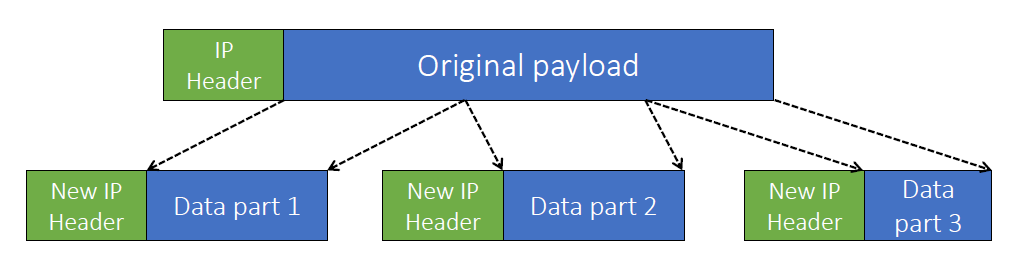 IP
Header
Original payload
New IP
Header
Data part 1
New IP
Header
Data part 2
New IP
Header
Data
part 3